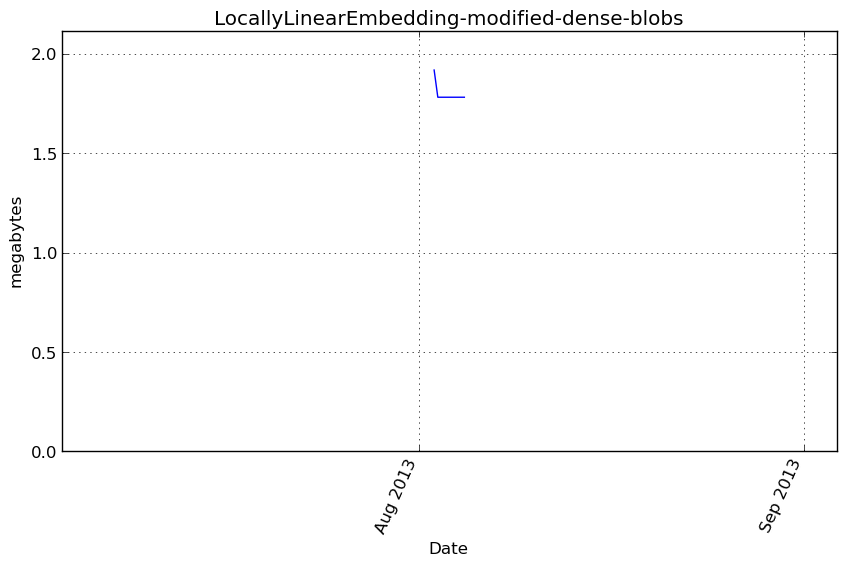 LocallyLinearEmbedding-modified-dense-blobs
2.0
1.5
1.0
0.5
0.0
megabytes
Aug 2013
Sep 2013
Date